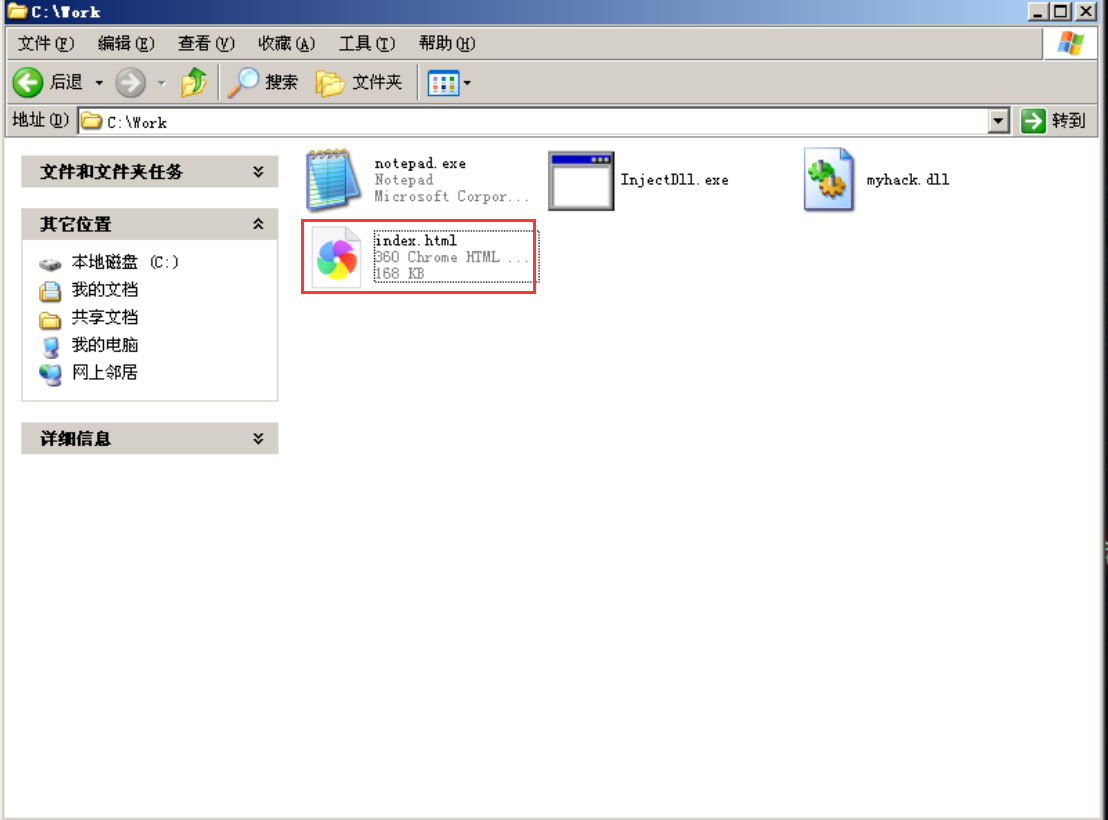 C:\Work
文件(F) 编辑(E) 查看(V) 收藏(A) 工具(T) 帮助(H)
后退 搜索 文件夹
地址(D) C:\Work 转到
文件和文件夹任务
其它位置
本地磁盘 (C:)
我的文档
共享文档
我的电脑
网上邻居
详细信息
notepad.exe
Notepad
Microsoft Corpor...
InjectDll.exe
myhack.dll
index.html
360 Chrome HTML ...
168 KB